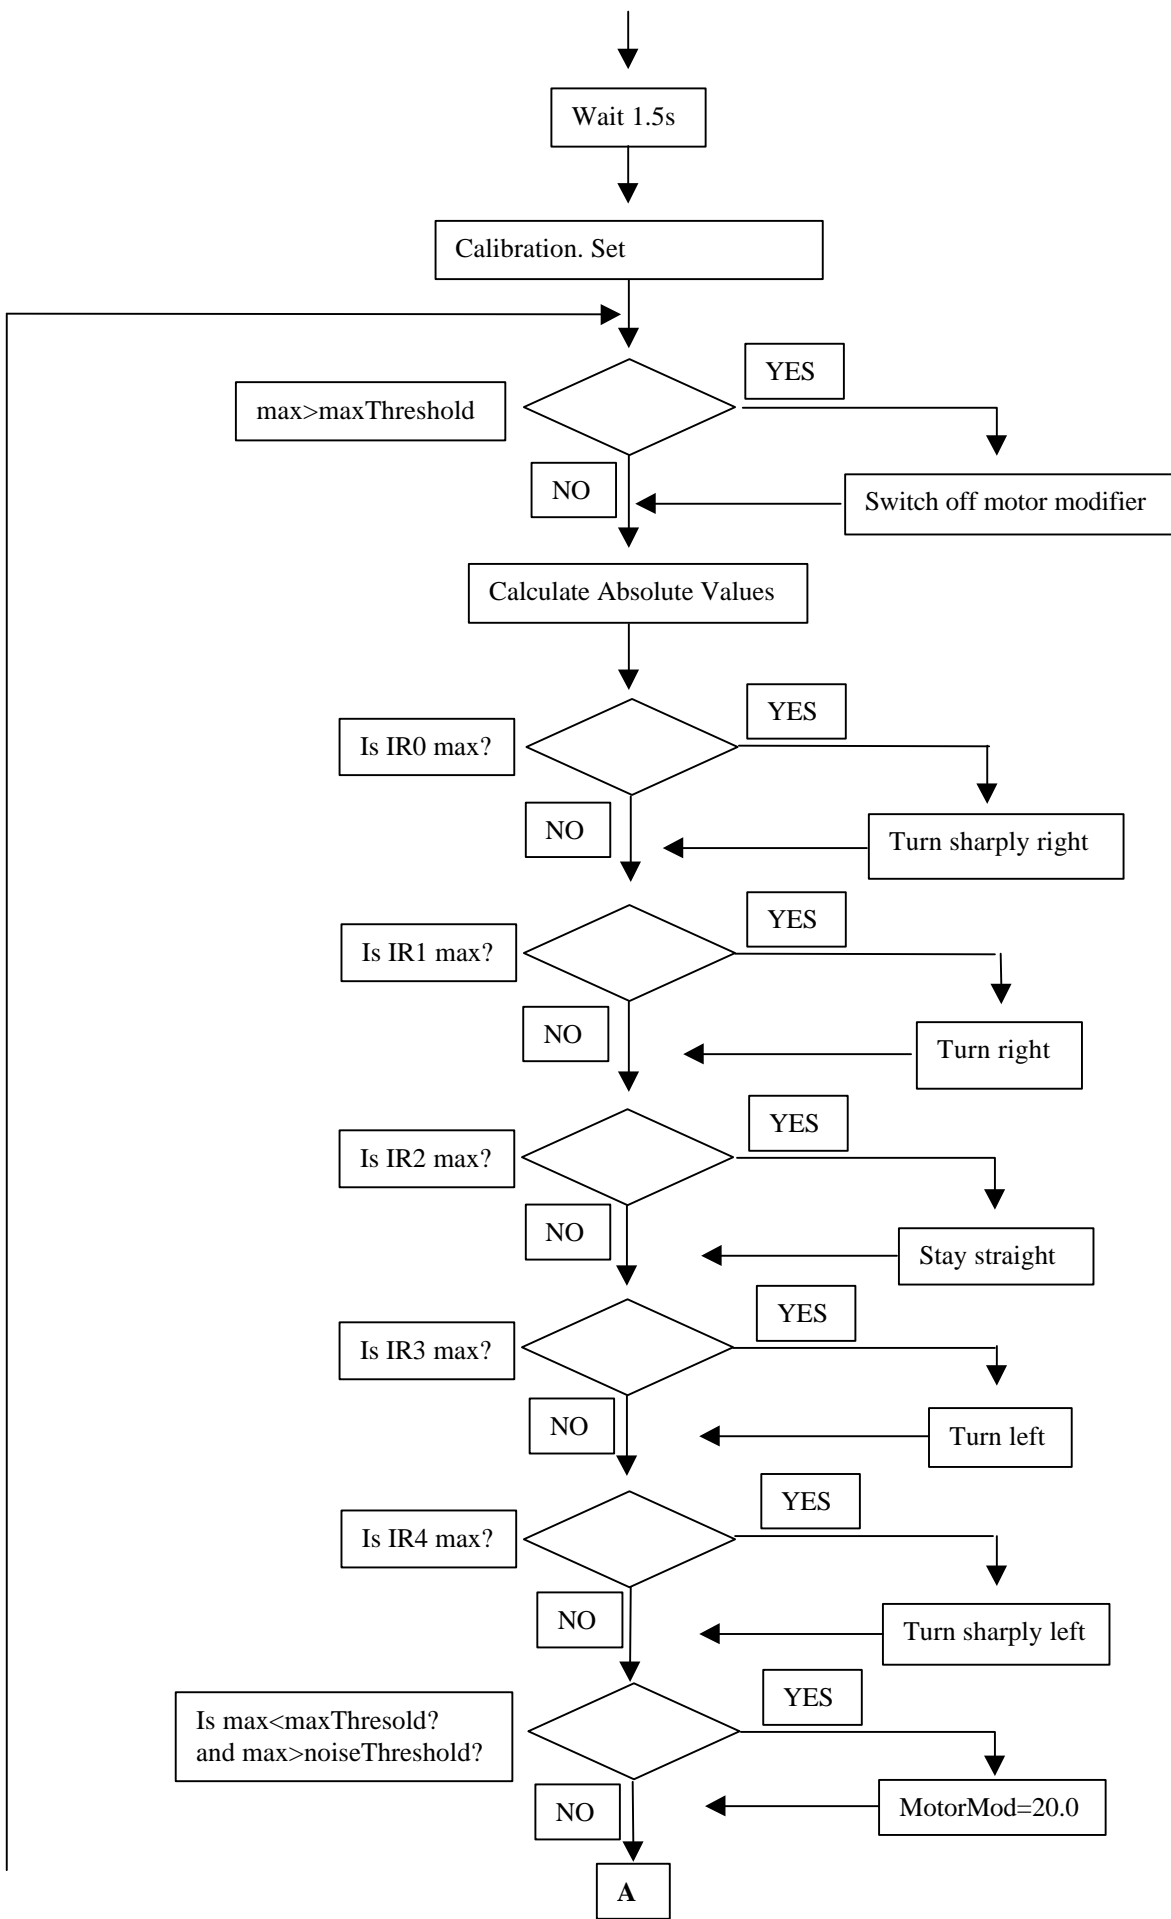 Wait 1.5s
Calibration. Set
YES
max>maxThreshold
NO
Switch off motor modifier
Calculate Absolute Values
YES
Is IR0 max?
NO
Turn sharply right
YES
Is IR1 max?
NO
Turn right
YES
Is IR2 max?
NO
Stay straight
YES
Is IR3 max?
NO
Turn left
YES
Is IR4 max?
NO
Turn sharply left
YES
Is max<maxThresold?
and max>noiseThreshold?
NO
MotorMod=20.0
A